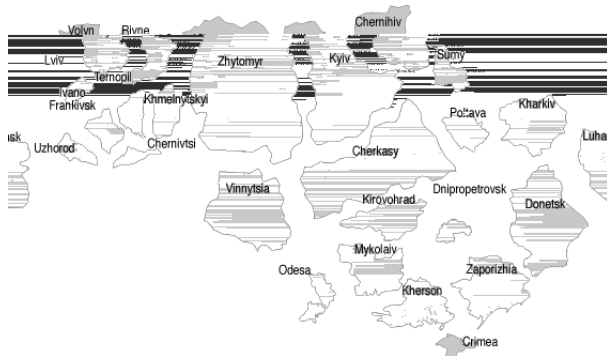 Chernihiv
Volyn
Rivne
Lviv
Zhytomyr
Kyiv
Sumy
Ternopil
Ivano
Frankivsk
Khmelnytskyi
Poltava
Kharkiv
Uzhorod
Chernivtsi
Cherkasy
Luha
Vinnytsia
Kirovohrad
Dnipropetrovsk
Donetsk
Mykolaiv
Odesa
Zaporizhia
Kherson
Crimea